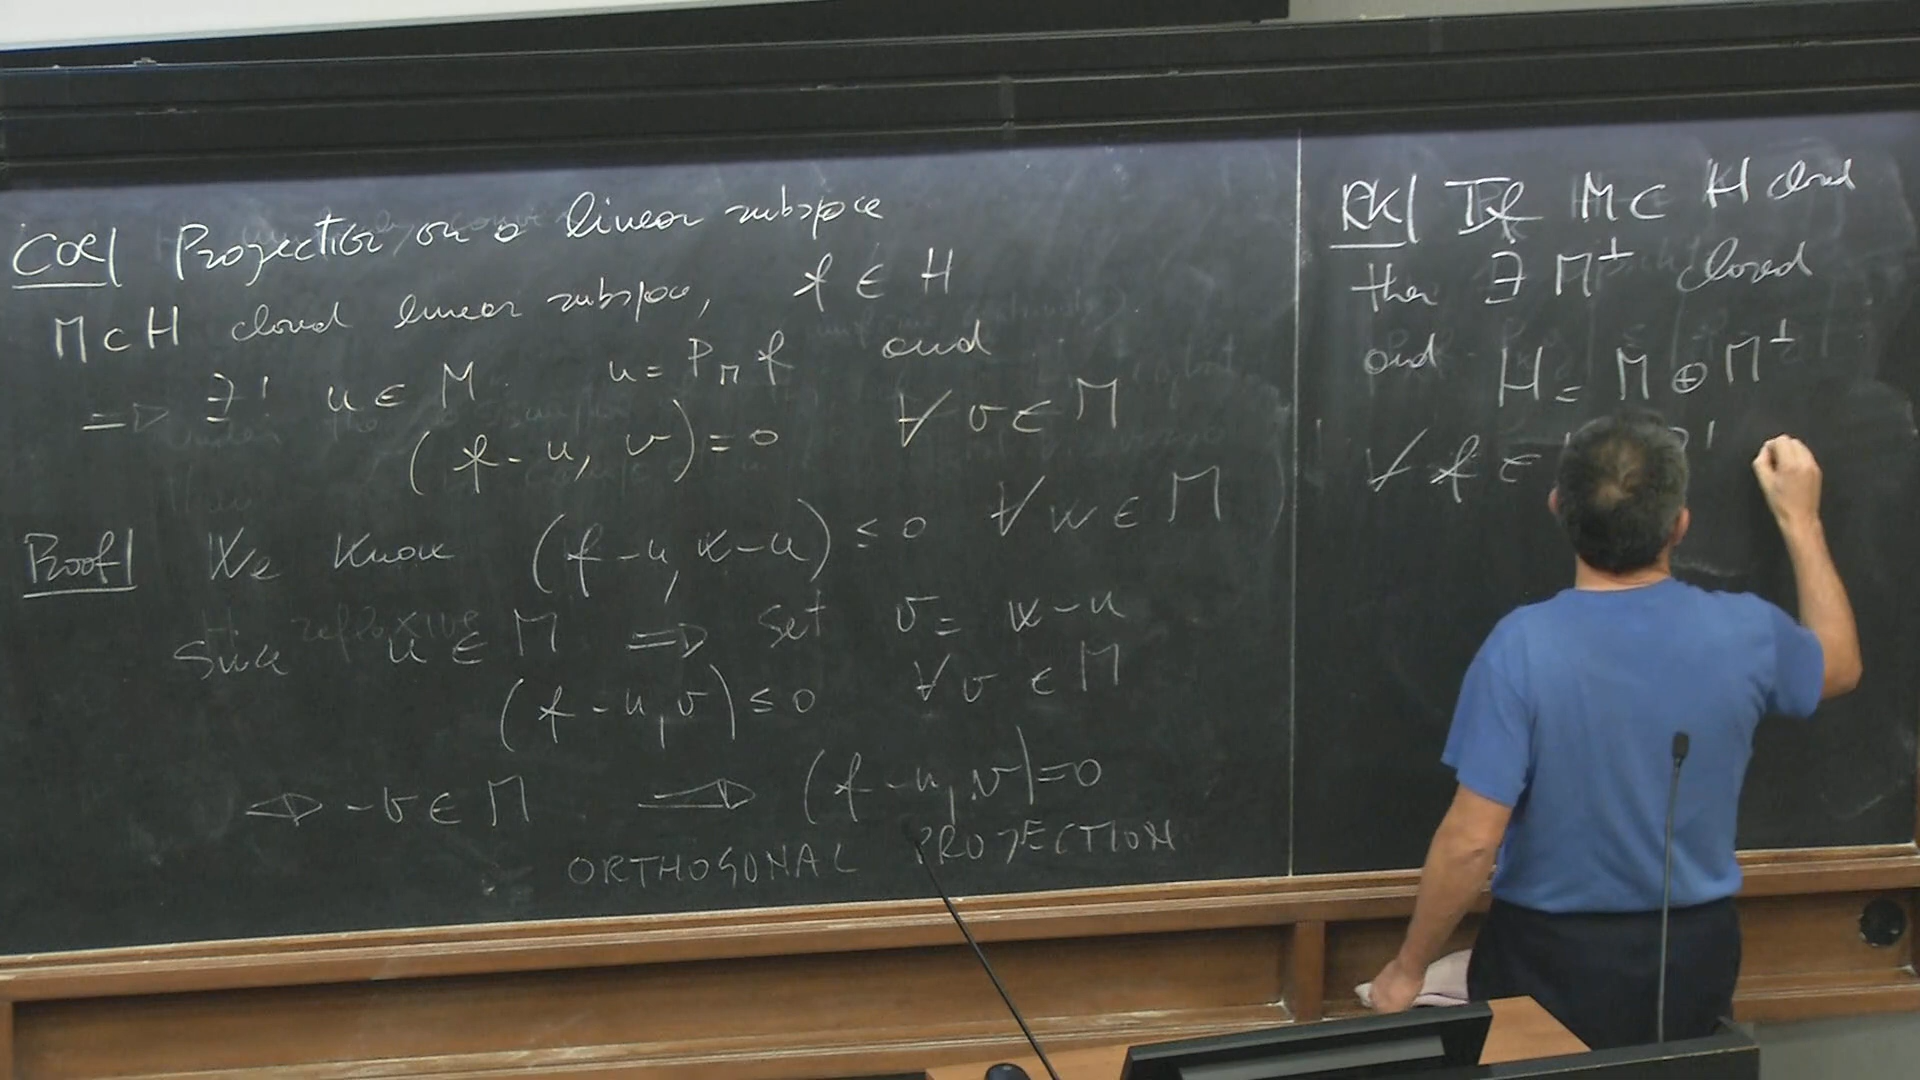 Cor| Projection on a linear subspace
M ⊂ H closed linear subspace, f ∈ H
=> ∃! u ∈ M u = P_M f and
(f - u, v) = 0 ∀ v ∈ M
Proof| We know (f - u, w - u) ≤ 0 ∀ w ∈ M
Since u ∈ M => set v = w - u
(f - u, v) ≤ 0 ∀ v ∈ M
<=> -v ∈ M => (f - u, v) = 0
ORTHOGONAL PROJECTION
RK| If M ⊂ H closed
then ∃ M^⊥ closed
and H = M ⊕ M^⊥
∀ f ∈